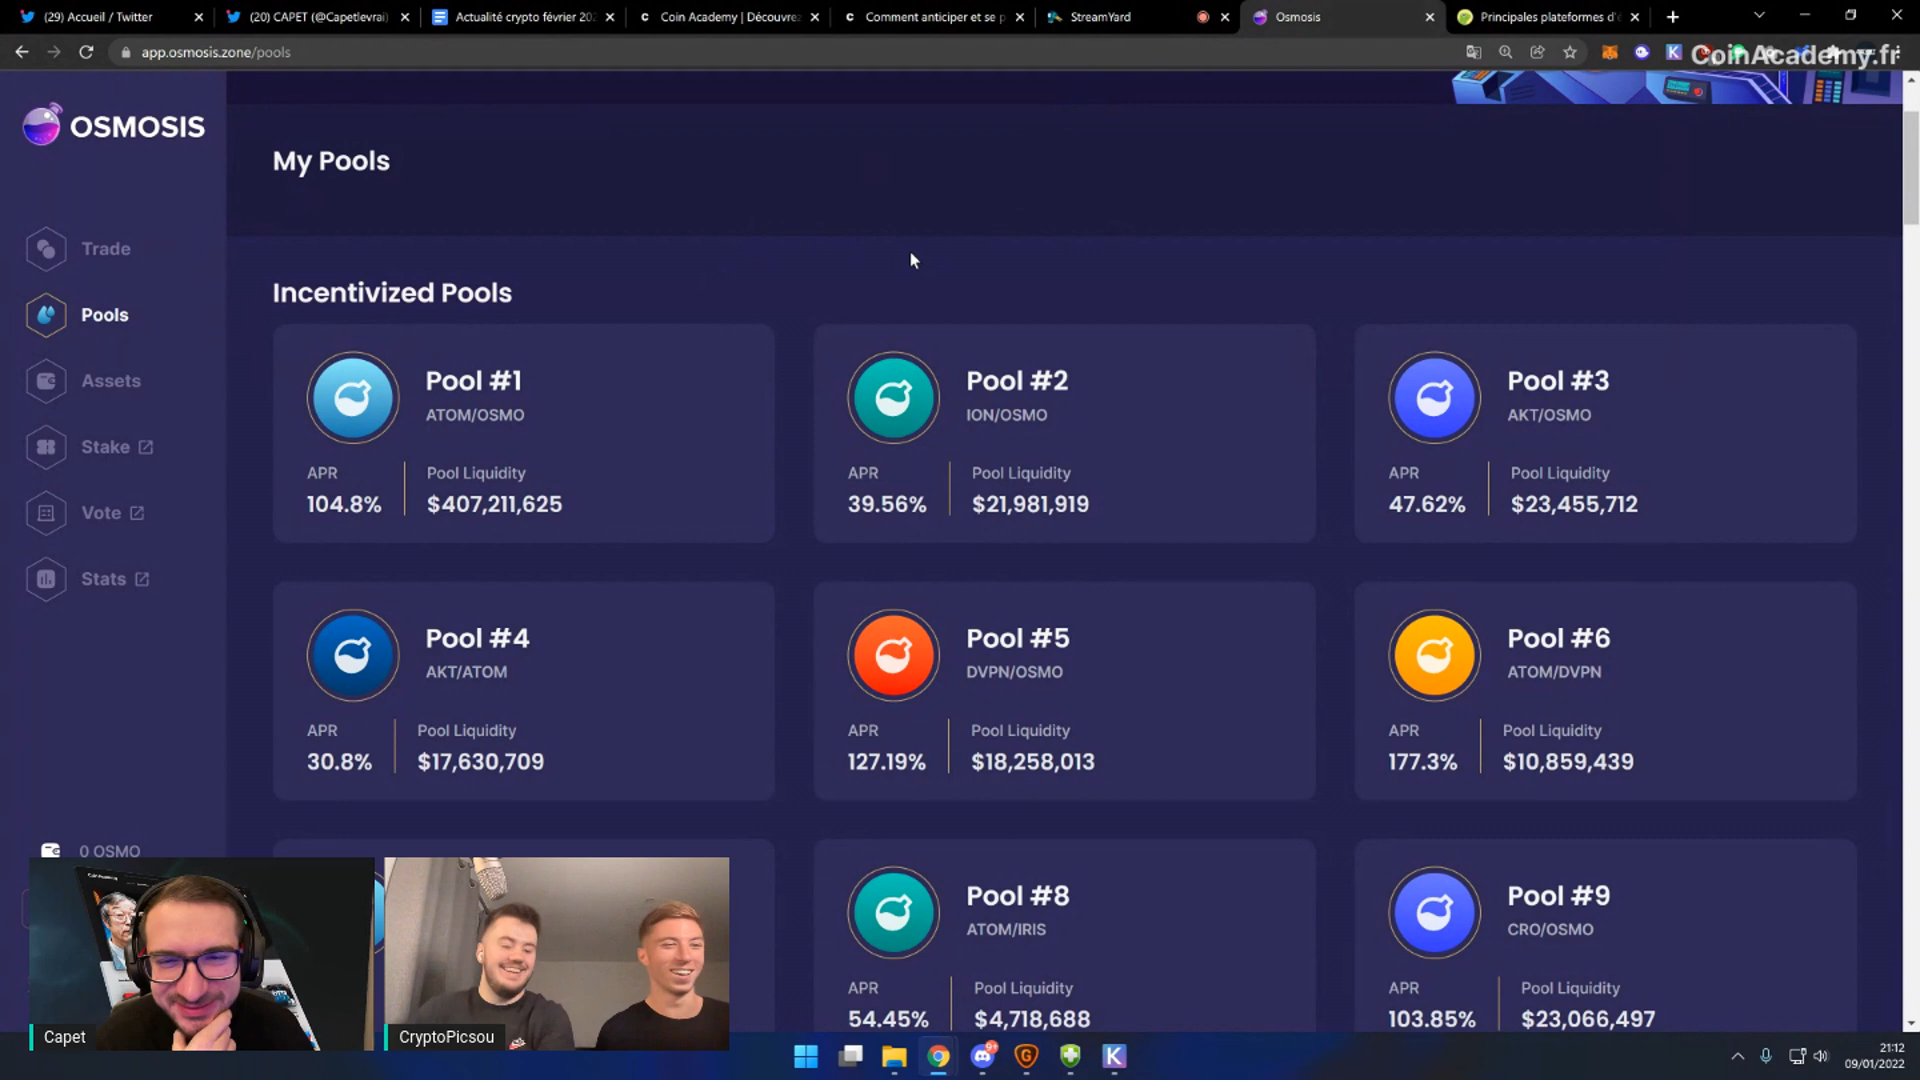 (29) Accueil / Twitter
(20) CAPET (@Capetlevrai)
Actualité crypto février 202
Coin Academy | Découvrez
Comment anticiper et se p
StreamYard
Osmosis
Principales plateformes d'é
app.osmosis.zone/pools
CoinAcademy.fr
OSMOSIS
Trade
Pools
Assets
Stake
Vote
Stats
0 OSMO
My Pools
Incentivized Pools
Pool #1
ATOM/OSMO
APR
104.8%
Pool Liquidity
$407,211,625
Pool #2
ION/OSMO
APR
39.56%
Pool Liquidity
$21,981,919
Pool #3
AKT/OSMO
APR
47.62%
Pool Liquidity
$23,455,712
Pool #4
AKT/ATOM
APR
30.8%
Pool Liquidity
$17,630,709
Pool #5
DVPN/OSMO
APR
127.19%
Pool Liquidity
$18,258,013
Pool #6
ATOM/DVPN
APR
177.3%
Pool Liquidity
$10,859,439
Pool #8
ATOM/IRIS
APR
54.45%
Pool Liquidity
$4,718,688
Pool #9
CRO/OSMO
APR
103.85%
Pool Liquidity
$23,066,497
Capet
CryptoPicsou
21:12
09/01/2022